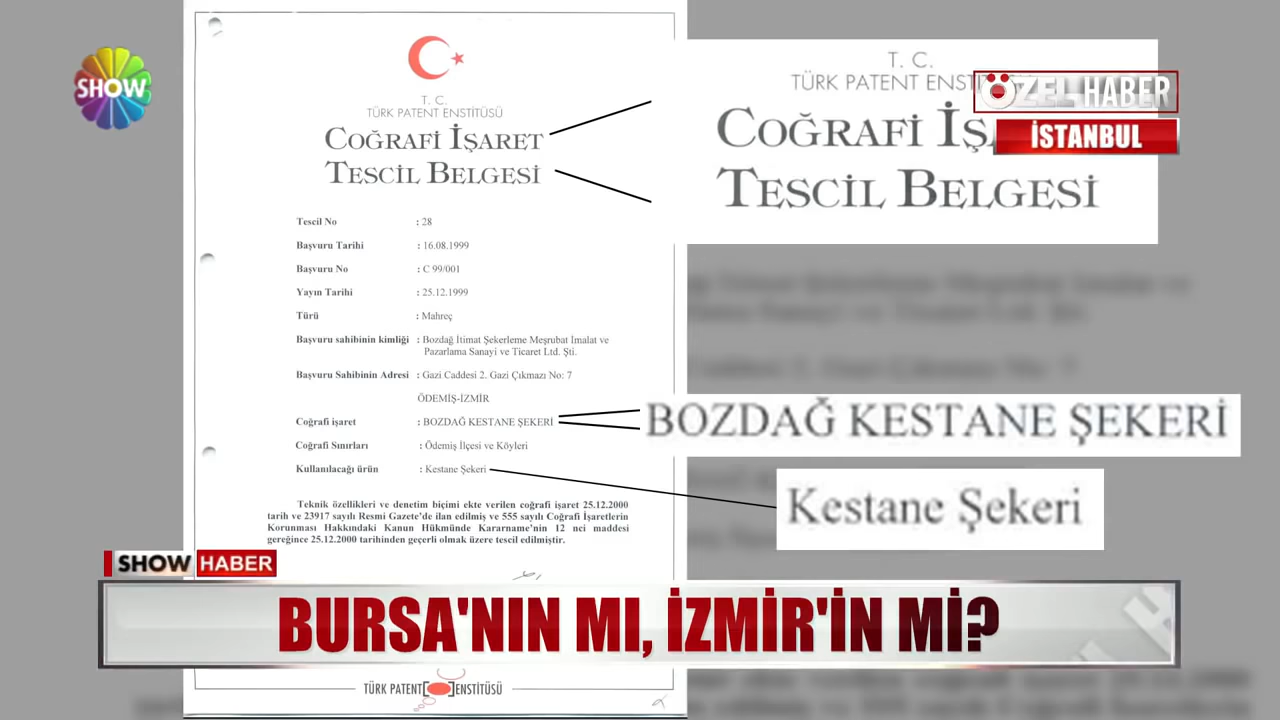 SHOW
T. C.
TÜRK PATENT ENSTİTÜSÜ
COĞRAFİ İŞARET
TESCİL BELGESİ
Tescil No : 28
Başvuru Tarihi : 16.08.1999
Başvuru No : C 99/001
Yayın Tarihi : 25.12.1999
Türü : Mahreç
Başvuru sahibinin kimliği : Bozdağ İtimat Şekerleme Meşrubat İmalat ve
Pazarlama Sanayi ve Ticaret Ltd. Şti.
Başvuru Sahibinin Adresi : Gazi Caddesi 2. Gazi Çıkmazı No: 7
ÖDEMİŞ-İZMİR
Coğrafi işaret : BOZDAĞ KESTANE ŞEKERİ
Coğrafi Sınırları : Ödemiş İlçesi ve Köyleri
Kullanılacağı ürün : Kestane Şekeri
Teknik özellikleri ve denetim biçimi ekte verilen coğrafi işaret 25.12.2000
tarih ve 23917 sayılı Resmi Gazete'de ilan edilmiş ve 555 sayılı Coğrafi İşaretlerin
Korunması Hakkındaki Kanun Hükmünde Kararname'nin 12 nci maddesi
gereğince 25.12.2000 tarihinden geçerli olmak üzere tescil edilmiştir.
T. C.
TÜRK PATENT ENSTİ
COĞRAFİ İŞ
TESCİL BELGESİ
ÖZEL HABER
İSTANBUL
BOZDAĞ KESTANE ŞEKERİ
Kestane Şekeri
SHOW HABER
BURSA'NIN MI, İZMİR'İN Mİ?
TÜRK PATENT ENSTİTÜSÜ